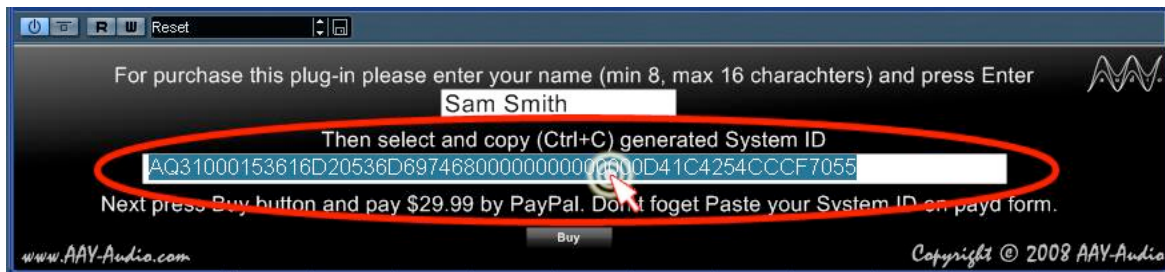 R W Reset
For purchase this plug-in please enter your name (min 8, max 16 charachters) and press Enter
Sam Smith
Then select and copy (Ctrl+C) generated System ID
Next press Buy button and pay $29.99 by PayPal. Don't foget Paste your System ID on payd form.
Buy
www.AAY-Audio.com
Copyright © 2008 AAY-Audio